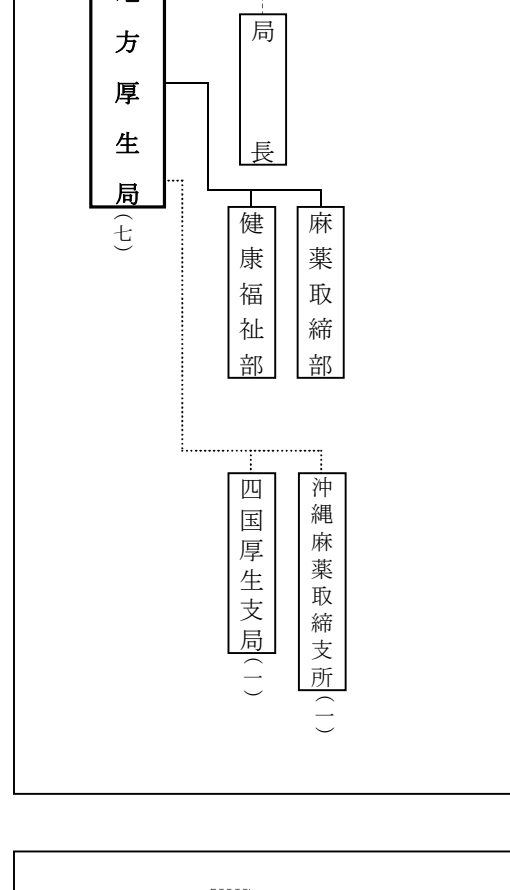 局長
麻薬取締部
健康福祉部
方厚生局(七)
沖縄麻薬取締支所(一)
四国厚生支局(一)